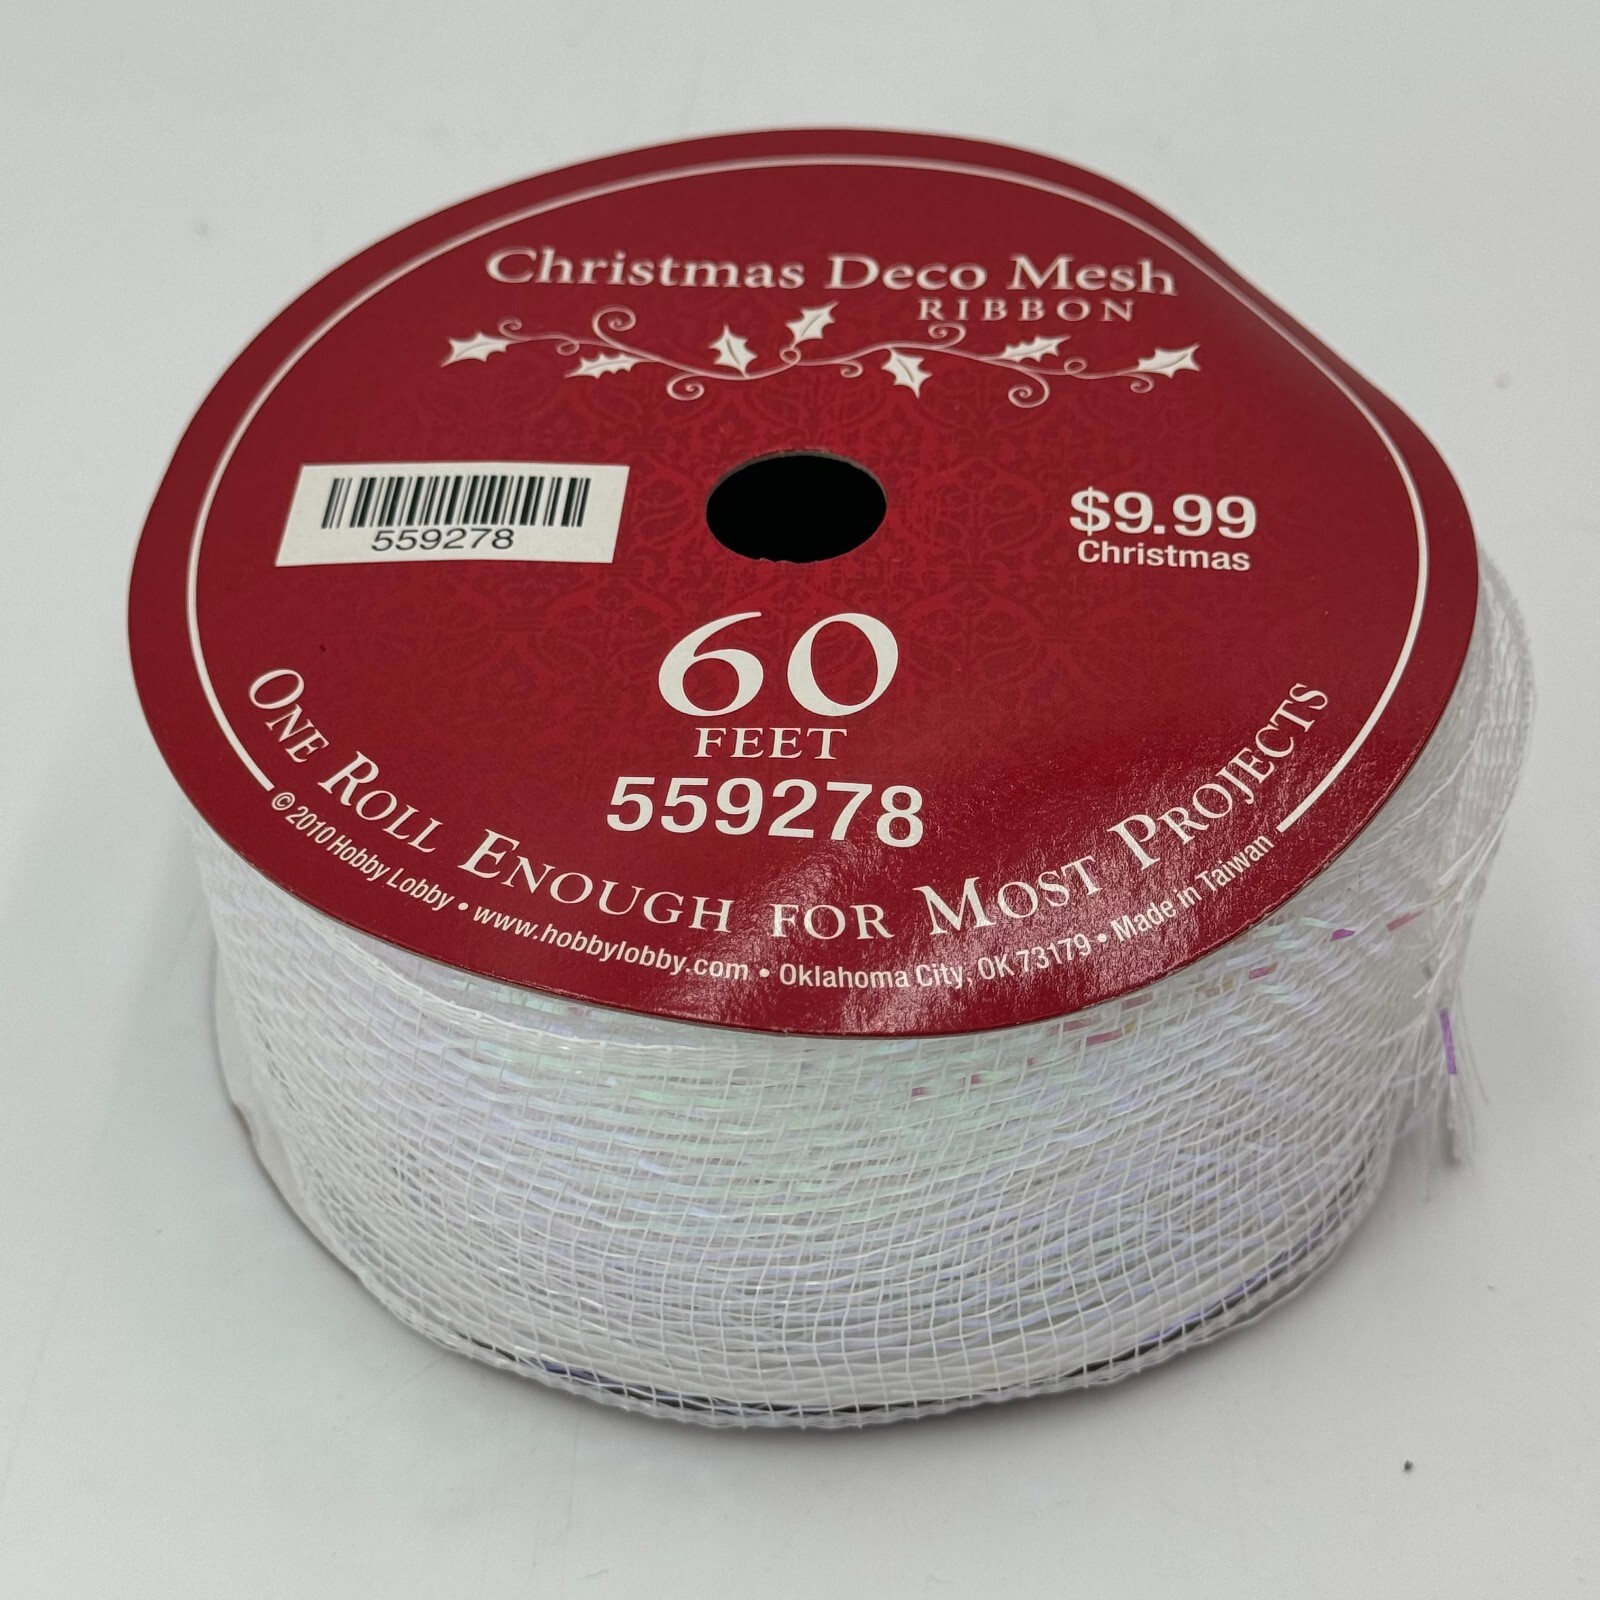 Christmas Deco Mesh
RIBBON
559278
$9.99
Christmas
60
FEET
559278
ONE ROLL ENOUGH FOR MOST PROJECTS
© 2010 Hobby Lobby • www.hobbylobby.com • Oklahoma City, OK 73179 • Made in Taiwan